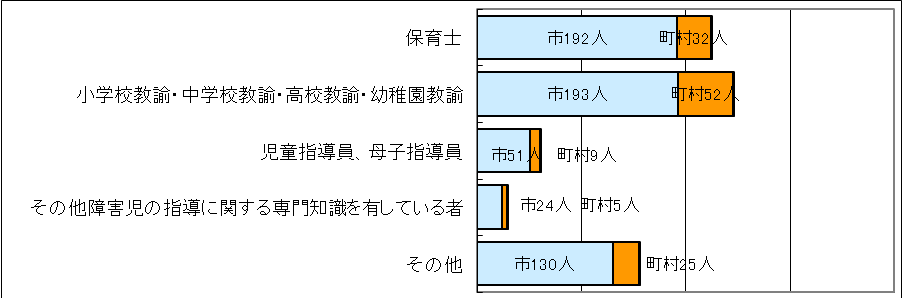 保育士 市192人 町村32人
小学校教諭・中学校教諭・高校教諭・幼稚園教諭 市193人 町村52人
児童指導員、母子指導員 市51人 町村9人
その他障害児の指導に関する専門知識を有している者 市24人 町村5人
その他 市130人 町村25人